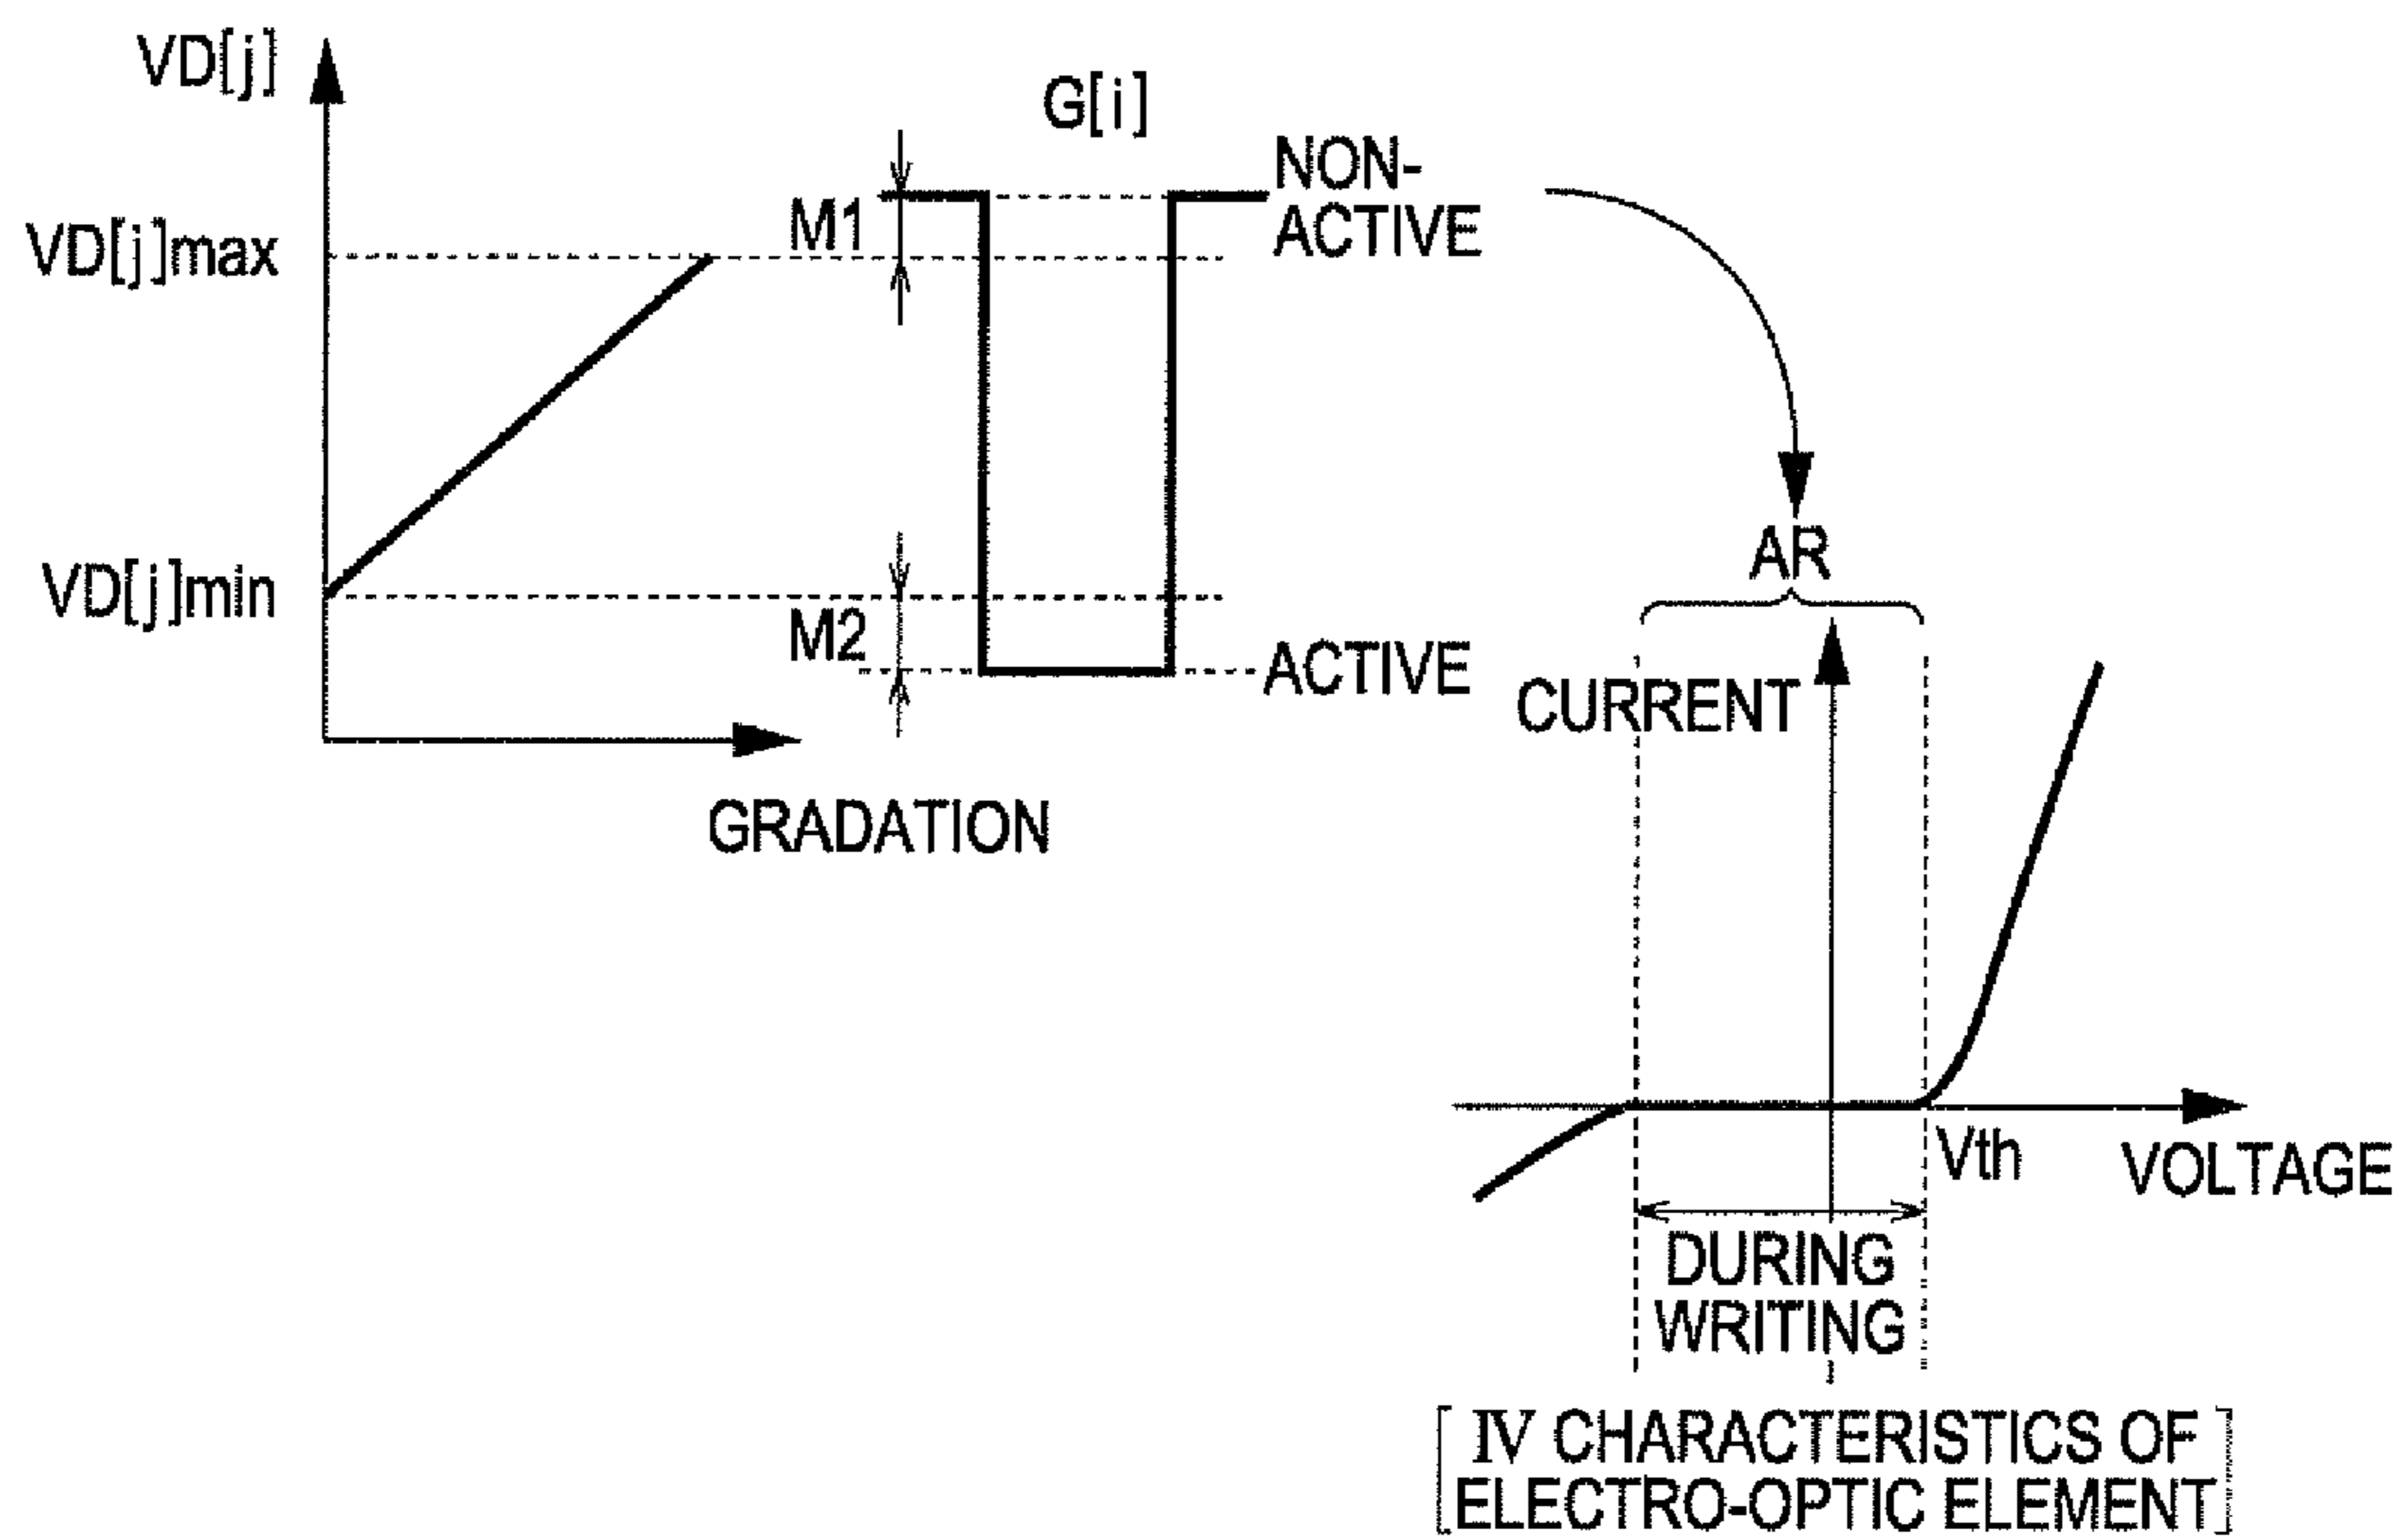 VD[j]
G[i]
NON-
ACTIVE
M1
VD[j]max
VD[j]min
M2
ACTIVE
AR
CURRENT
GRADATION
Vth
VOLTAGE
DURING
WRITING
[ IV CHARACTERISTICS OF
ELECTRO-OPTIC ELEMENT ]